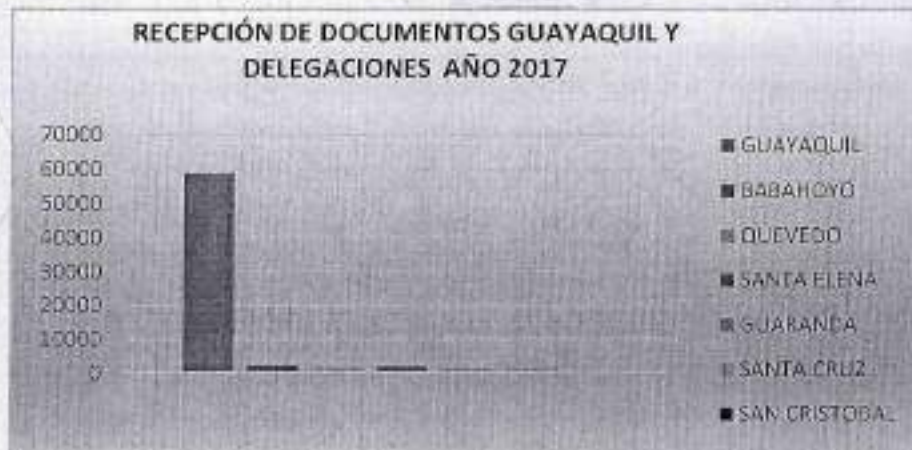 RECEPCIÓN DE DOCUMENTOS GUAYAQUIL Y
DELEGACIONES AÑO 2017
70000
60000
50000
40000
30000
20000
10000
0
GUAYAQUIL
BABAHOYO
QUEVEDO
SANTA ELENA
GUARANDA
SANTA CRUZ
SAN CRISTOBAL